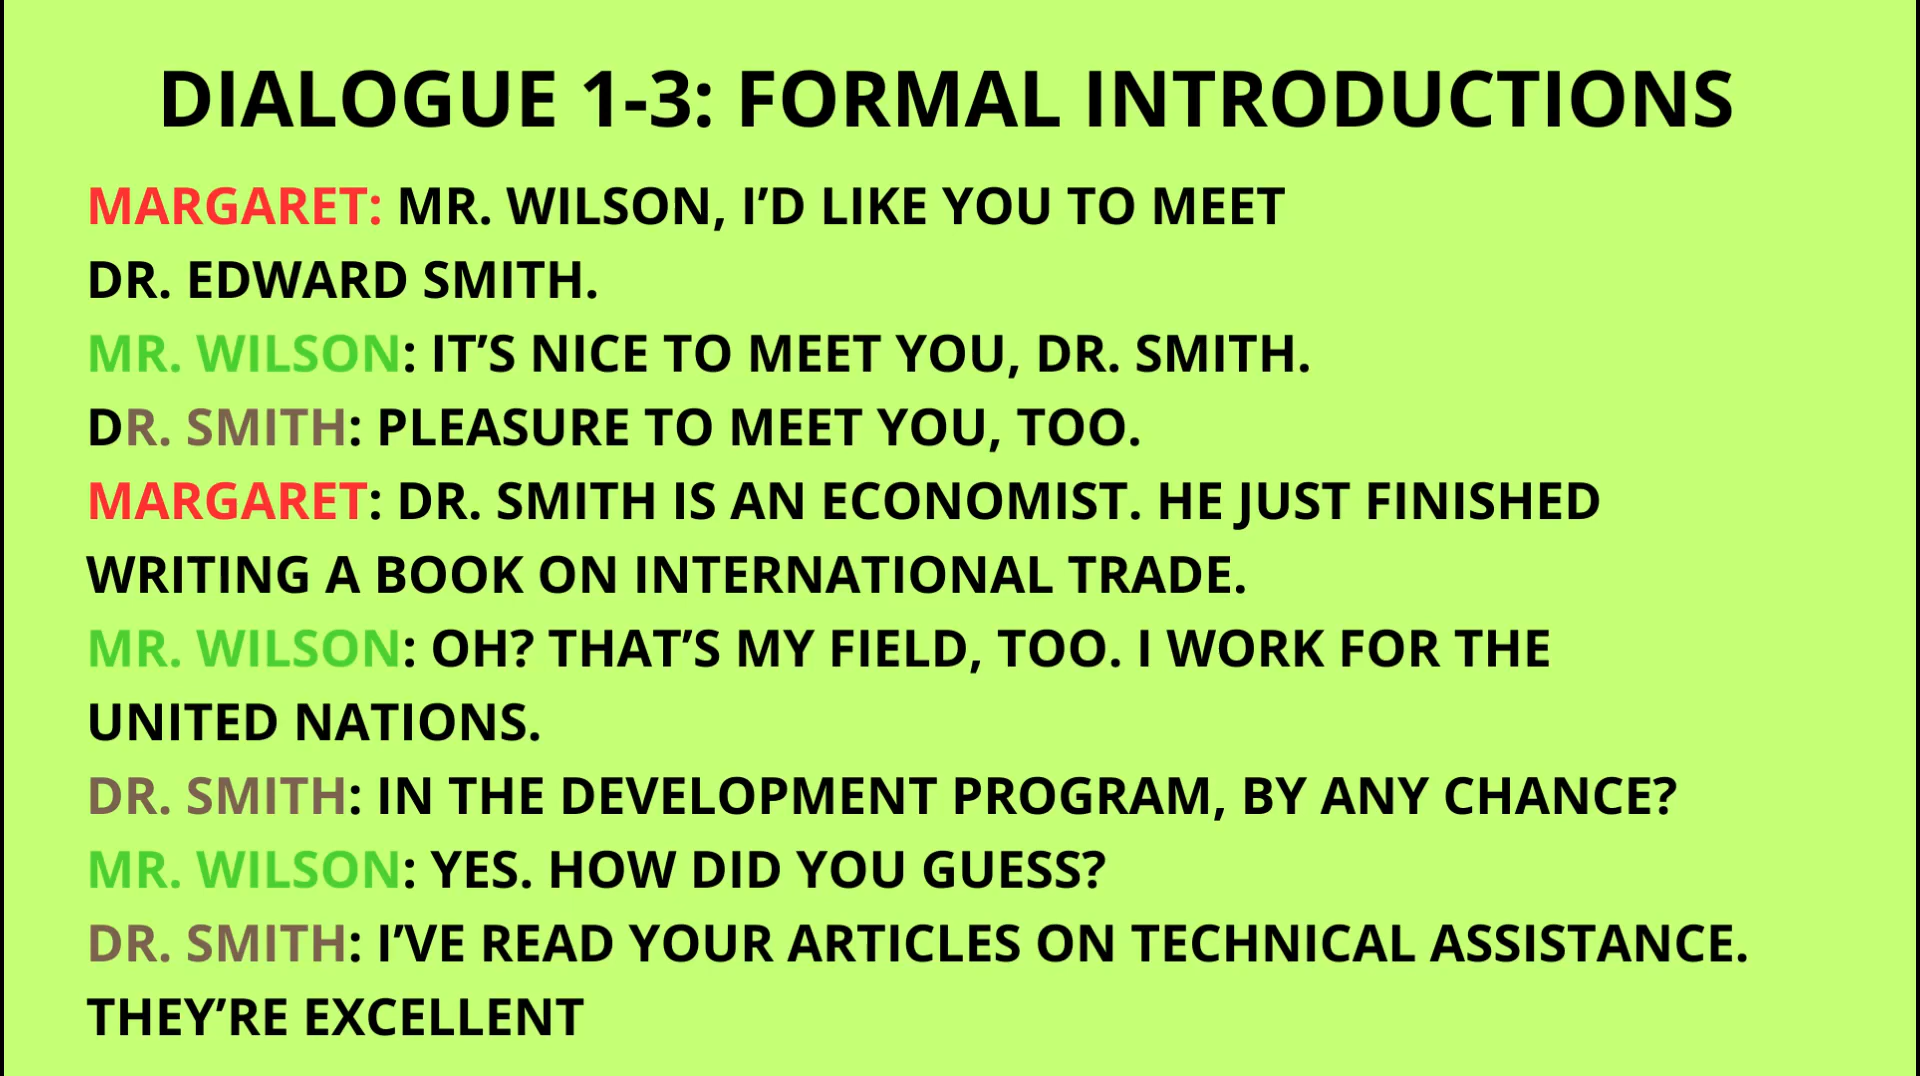 DIALOGUE 1-3: FORMAL INTRODUCTIONS
MARGARET: MR. WILSON, I’D LIKE YOU TO MEET
DR. EDWARD SMITH.
MR. WILSON: IT’S NICE TO MEET YOU, DR. SMITH.
DR. SMITH: PLEASURE TO MEET YOU, TOO.
MARGARET: DR. SMITH IS AN ECONOMIST. HE JUST FINISHED
WRITING A BOOK ON INTERNATIONAL TRADE.
MR. WILSON: OH? THAT’S MY FIELD, TOO. I WORK FOR THE
UNITED NATIONS.
DR. SMITH: IN THE DEVELOPMENT PROGRAM, BY ANY CHANCE?
MR. WILSON: YES. HOW DID YOU GUESS?
DR. SMITH: I’VE READ YOUR ARTICLES ON TECHNICAL ASSISTANCE.
THEY’RE EXCELLENT